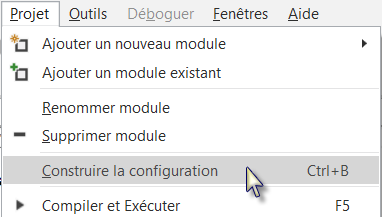 Projet Outils Déboguer Fenêtres Aide
Ajouter un nouveau module
Ajouter un module existant
Renommer module
Supprimer module
Construire la configuration Ctrl+B
Compiler et Exécuter F5